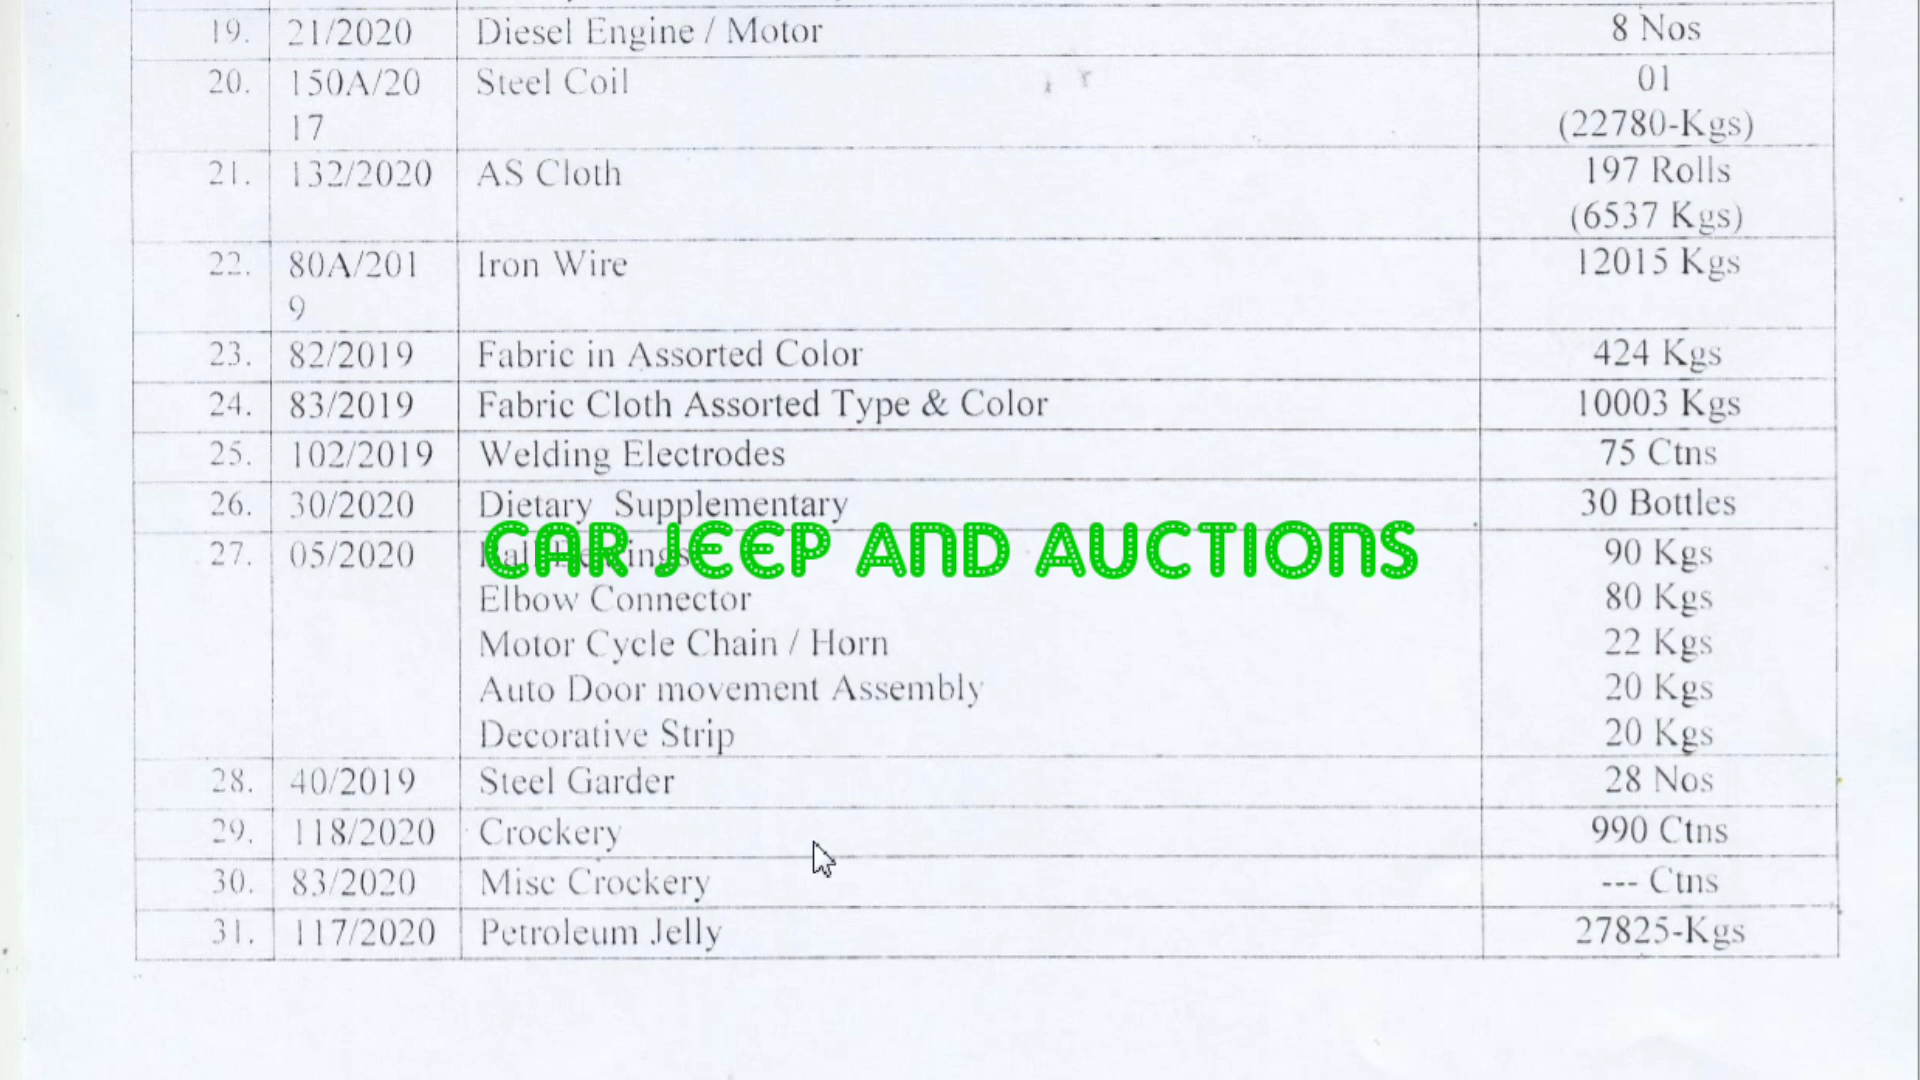 19. 21/2020 Diesel Engine / Motor 8 Nos
20. 150A/20 Steel Coil 01
17 (22780-Kgs)
21. 132/2020 AS Cloth 197 Rolls
(6537 Kgs)
22. 80A/201 Iron Wire 12015 Kgs
9
23. 82/2019 Fabric in Assorted Color 424 Kgs
24. 83/2019 Fabric Cloth Assorted Type & Color 10003 Kgs
25. 102/2019 Welding Electrodes 75 Ctns
26. 30/2020 Dietary Supplementary 30 Bottles
CAR JEEP AND AUCTIONS
27. 05/2020 90 Kgs
Elbow Connector 80 Kgs
Motor Cycle Chain / Horn 22 Kgs
Auto Door movement Assembly 20 Kgs
Decorative Strip 20 Kgs
28. 40/2019 Steel Garder 28 Nos
29. 118/2020 Crockery 990 Ctns
30. 83/2020 Misc Crockery --- Ctns
31. 117/2020 Petroleum Jelly 27825-Kgs